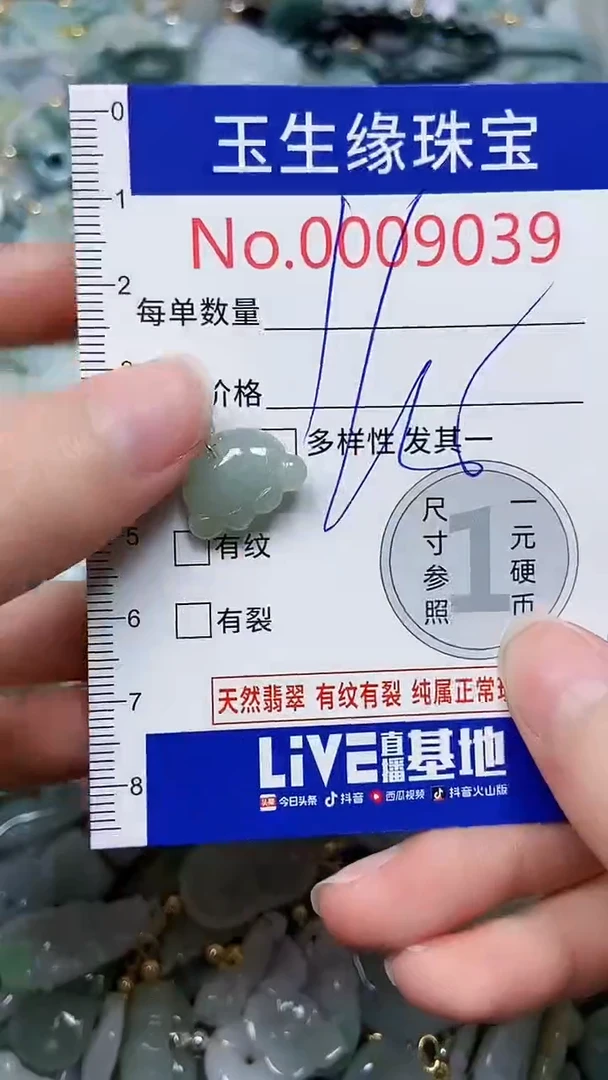 0
玉生缘珠宝
1
No.0009039
2
每单数量
价格
多样性 发其一
尺寸参照
1
一元硬币
5
有纹
6
有裂
7
天然翡翠 有纹有裂 纯属正常
LiVE直播基地
8
头条 今日头条 抖音 西瓜视频 抖音火山版